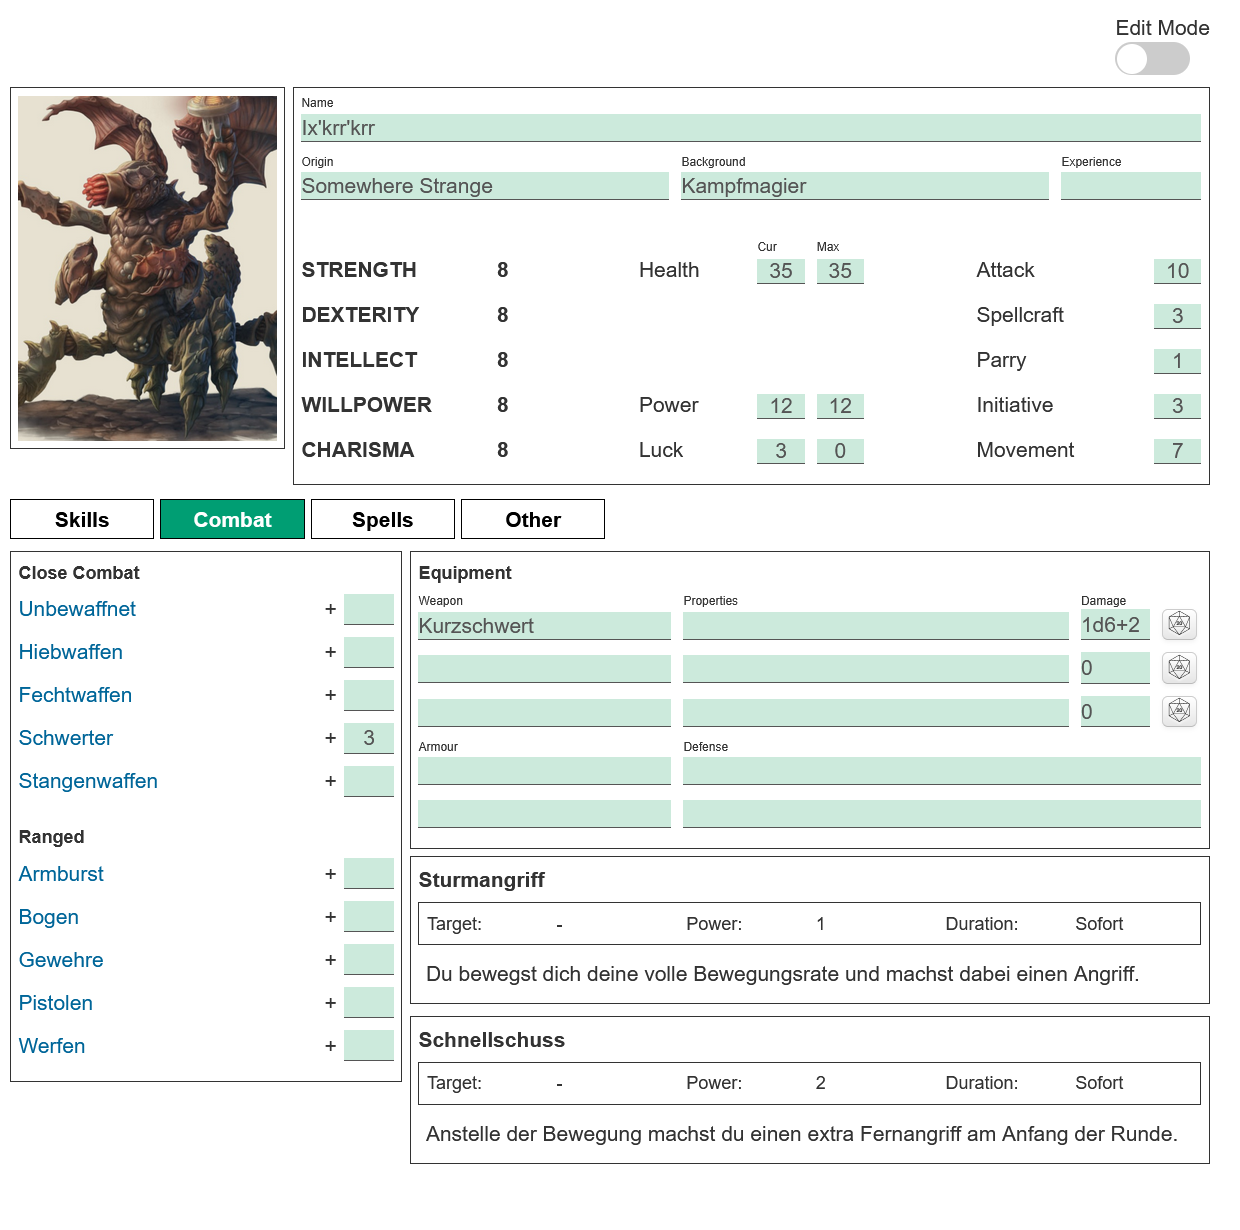 Edit Mode
Name
Ix'krr'krr
Origin Background Experience
Somewhere Strange Kampfmagier
Cur Max
STRENGTH 8 Health 35 35 Attack 10
DEXTERITY 8 Spellcraft 3
INTELLECT 8 Parry 1
WILLPOWER 8 Power 12 12 Initiative 3
CHARISMA 8 Luck 3 0 Movement 7
Skills Combat Spells Other
Close Combat
Unbewaffnet +
Hiebwaffen +
Fechtwaffen +
Schwerter + 3
Stangenwaffen +
Ranged
Armburst +
Bogen +
Gewehre +
Pistolen +
Werfen +
Equipment
Weapon Properties Damage
Kurzschwert 1d6+2
0
0
Armour Defense
Sturmangriff
Target: - Power: 1 Duration: Sofort
Du bewegst dich deine volle Bewegungsrate und machst dabei einen Angriff.
Schnellschuss
Target: - Power: 2 Duration: Sofort
Anstelle der Bewegung machst du einen extra Fernangriff am Anfang der Runde.